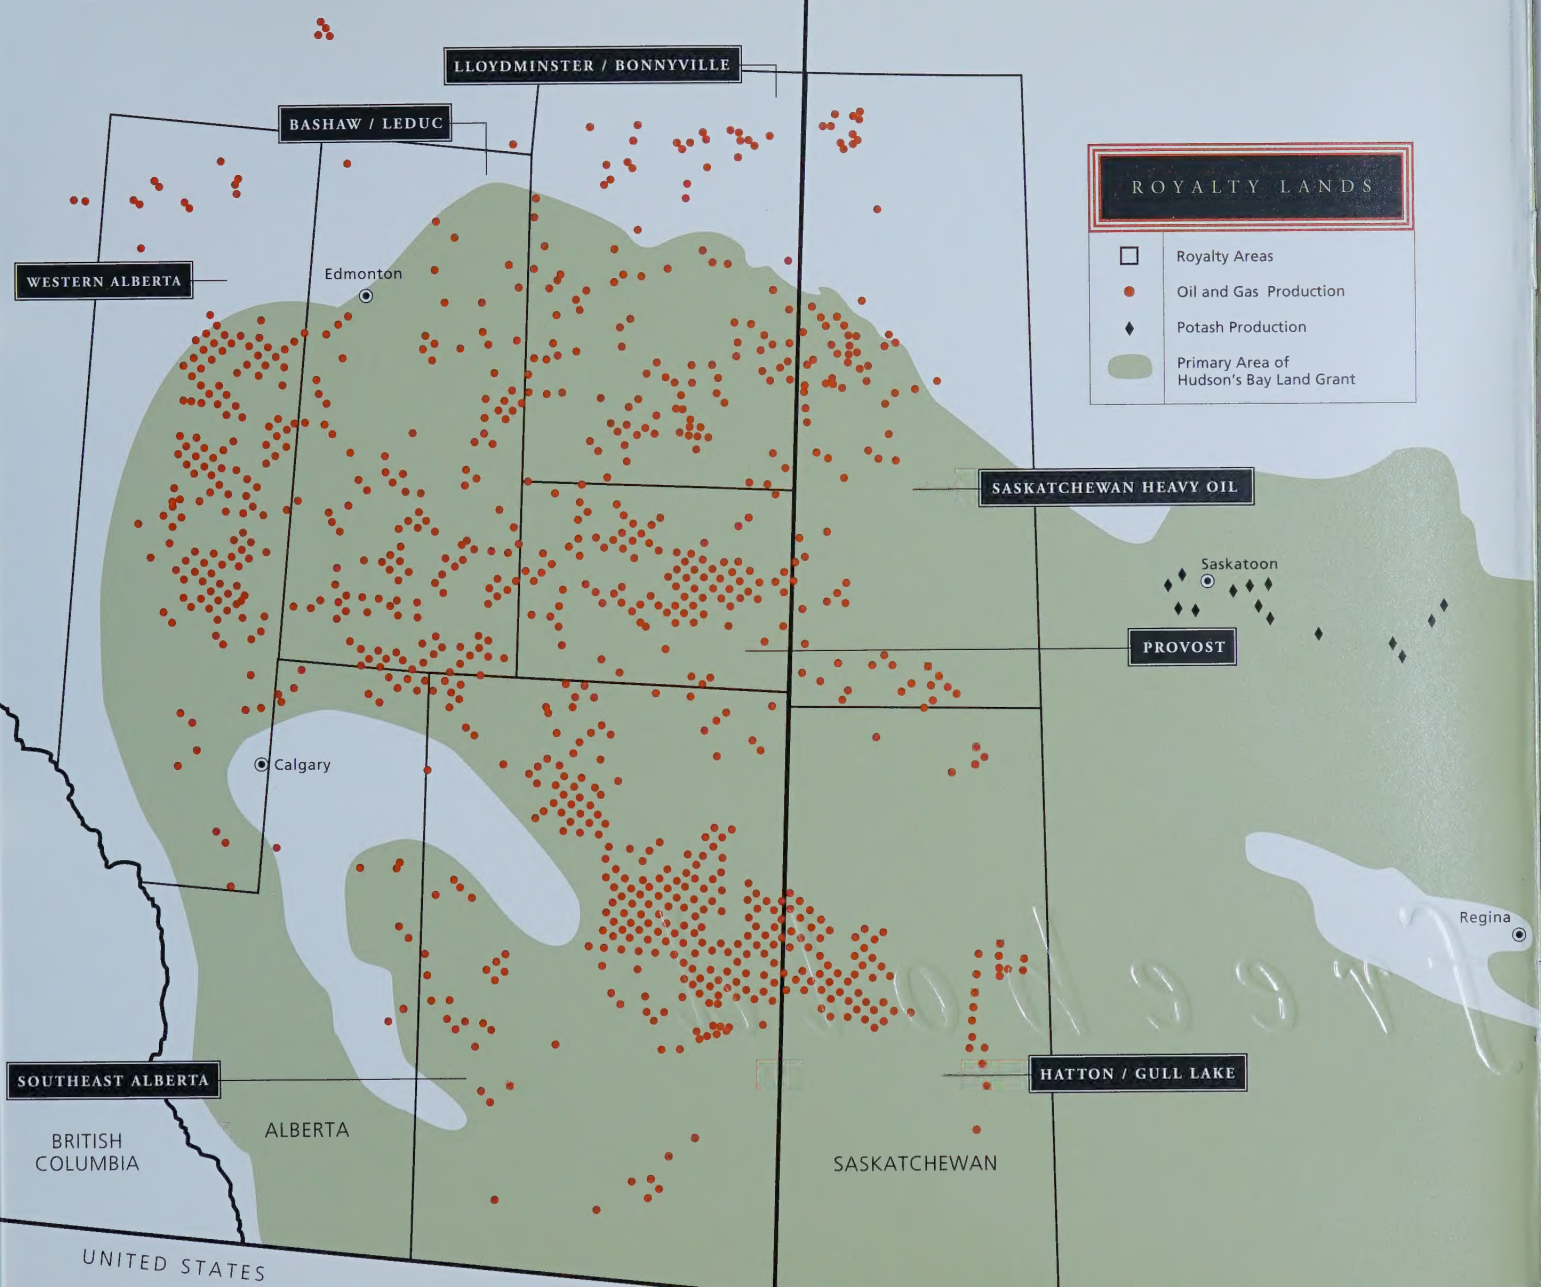 LLOYDMINSTER / BONNYVILLE
BASHAW / LEDUC
ROYALTY LANDS
Royalty Areas
Oil and Gas Production
Potash Production
Primary Area of
Hudson's Bay Land Grant
WESTERN ALBERTA
Edmonton
SASKATCHEWAN HEAVY OIL
Saskatoon
PROVOST
Calgary
Regina
SOUTHEAST ALBERTA
HATTON / GULL LAKE
BRITISH
COLUMBIA
ALBERTA
SASKATCHEWAN
UNITED STATES